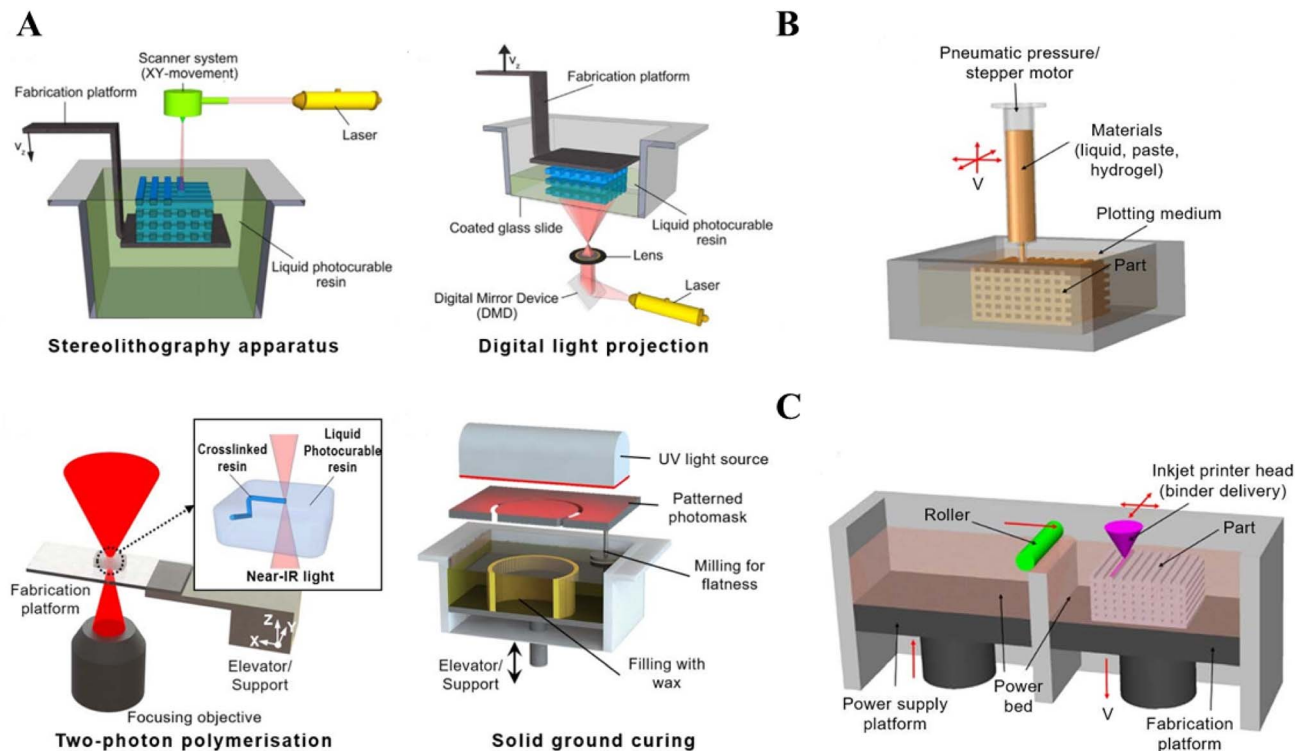 A
Scanner system
(XY-movement)
Fabrication platform
Laser
Vz
Liquid photocurable
resin
Stereolithography apparatus
Vz
Fabrication platform
Coated glass slide
Liquid photocurable
resin
Lens
Laser
Digital Mirror Device
(DMD)
Digital light projection
B
Pneumatic pressure/
stepper motor
Materials
(liquid, paste,
hydrogel)
V
Plotting medium
Part
Crosslinked
resin
Liquid
Photocurable
resin
Near-IR light
Fabrication
platform
Z
Y
X
Elevator/
Support
Focusing objective
Two-photon polymerisation
UV light source
Patterned
photomask
Milling for
flatness
Elevator/
Support
Filling with
wax
Solid ground curing
C
Inkjet printer head
(binder delivery)
Roller
Part
Power supply
platform
Power
bed
V
Fabrication
platform